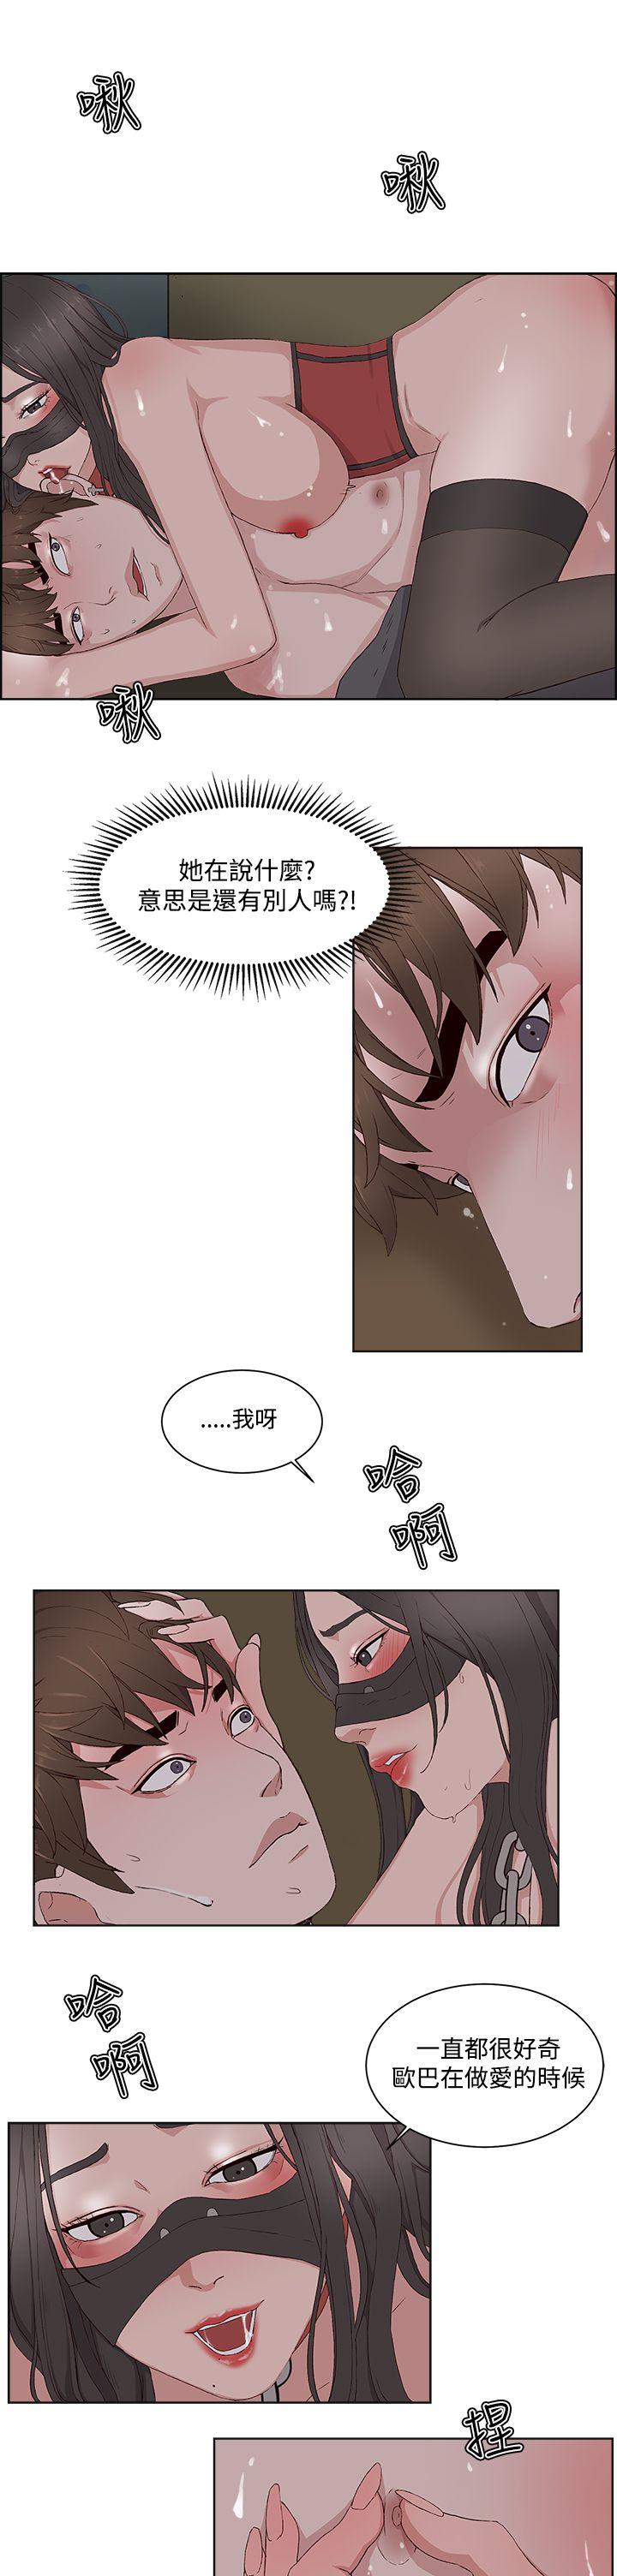 啾
啾
啾
她在說什麼?
意思是還有別人嗎?!
.....我呀
哈
啊
哈
啊
一直都很好奇
歐巴在做愛的時候
捏